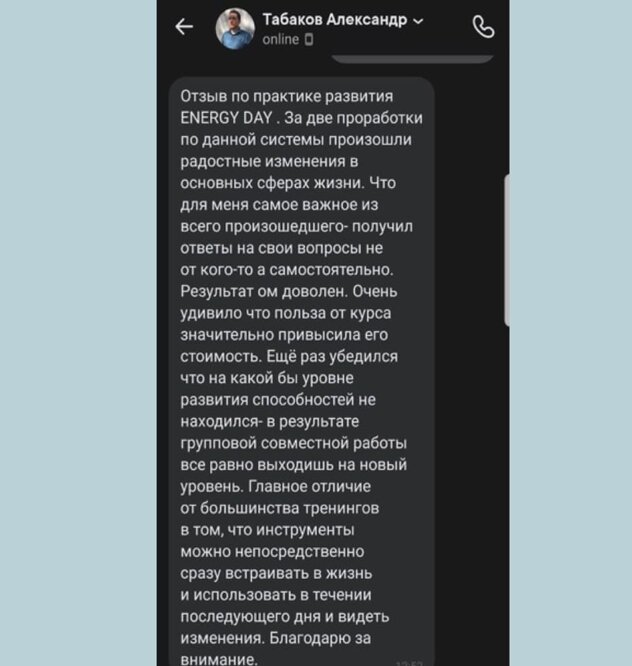 Табаков Александр
online
Отзыв по практике развития
ENERGY DAY . За две проработки
по данной системы произошли
радостные изменения в
основных сферах жизни. Что
для меня самое важное из
всего произошедшего- получил
ответы на свои вопросы не
от кого-то а самостоятельно.
Результат ом доволен. Очень
удивило что польза от курса
значительно привысила его
стоимость. Ещё раз убедился
что на какой бы уровне
развития способностей не
находился- в результате
групповой совместной работы
все равно выходишь на новый
уровень. Главное отличие
от большинства тренингов
в том, что инструменты
можно непосредственно
сразу встраивать в жизнь
и использовать в течении
последующего дня и видеть
изменения. Благодарю за
внимание.